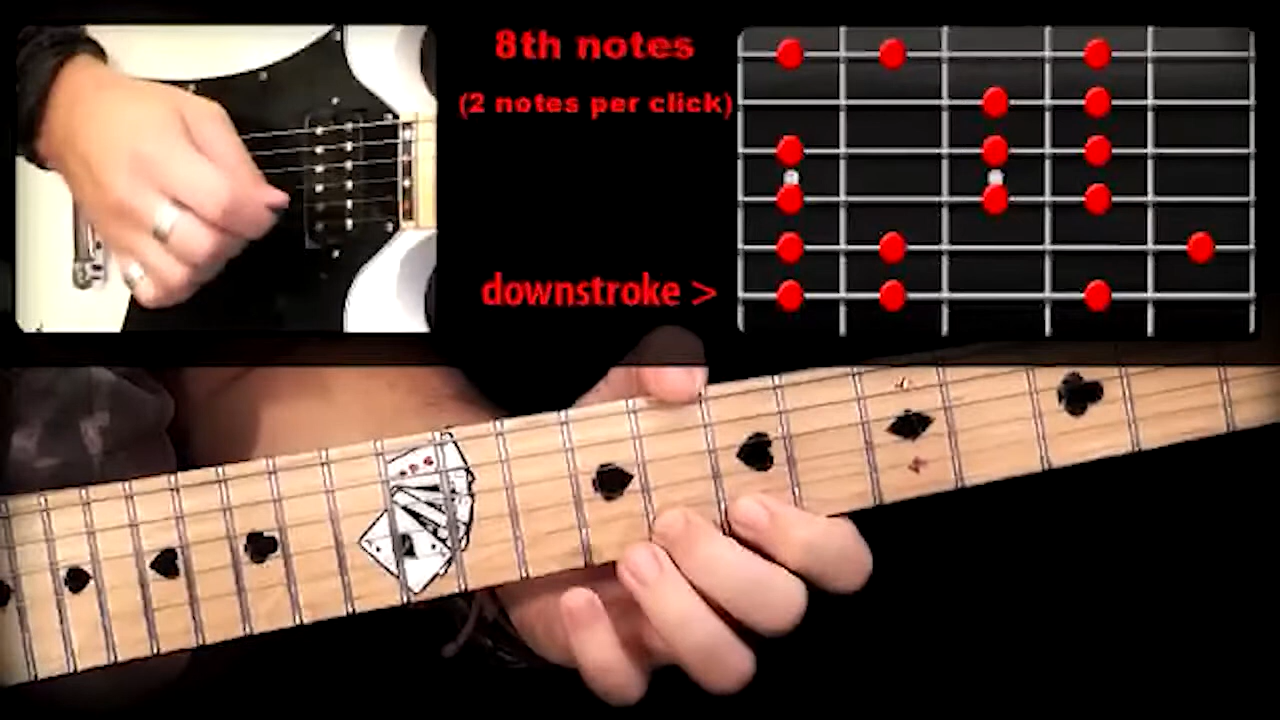 8th notes
(2 notes per click)
downstroke >